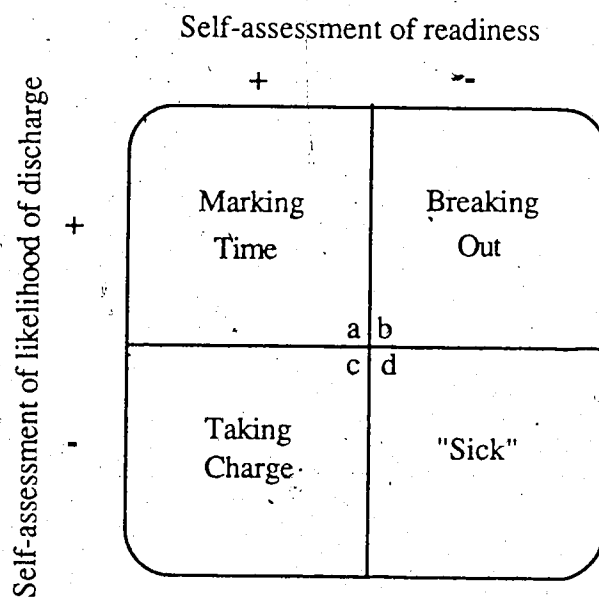 Self-assessment of readiness
+ -
Self-assessment of likelihood of discharge
+
Marking
Time
Breaking
Out
a b
c d
-
Taking
Charge
"Sick"